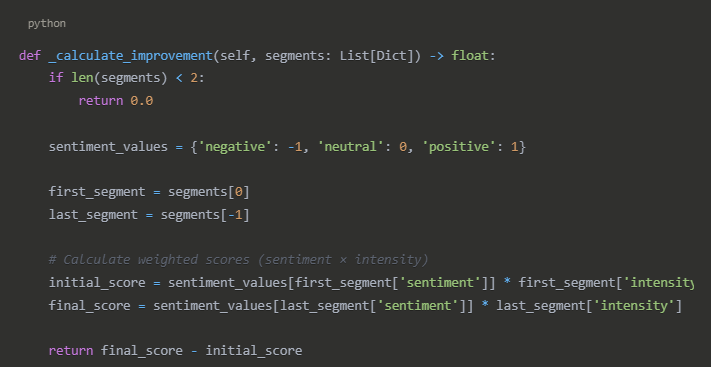 python
def _calculate_improvement(self, segments: List[Dict]) -> float:
    if len(segments) < 2:
        return 0.0

    sentiment_values = {'negative': -1, 'neutral': 0, 'positive': 1}

    first_segment = segments[0]
    last_segment = segments[-1]

    # Calculate weighted scores (sentiment × intensity)
    initial_score = sentiment_values[first_segment['sentiment']] * first_segment['intensity
    final_score = sentiment_values[last_segment['sentiment']] * last_segment['intensity']

    return final_score - initial_score